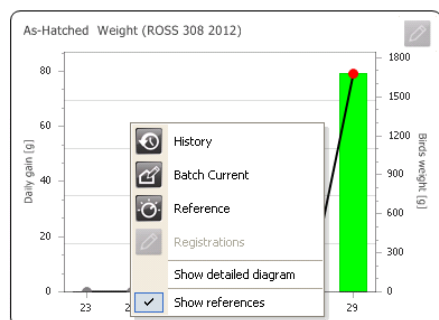 As-Hatched Weight (ROSS 308 2012)
80
60
40
20
0
Daily gain [g]
1800
1500
1200
900
600
300
0
Birds weight [g]
History
Batch Current
Reference
Registrations
Show detailed diagram
Show references
23
29